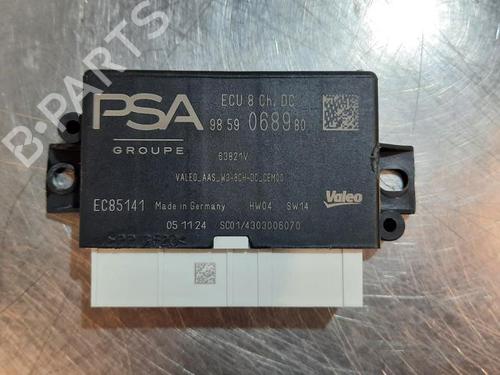 PSA
GROUPE
ECU 8 Ch. DC
98 59 0689 80
63821V
VALEO_AAS_W3-8CH-DC_CEM00
EC85141
Made in Germany
HW04 SW14
Valeo
05 11 24
SC01/4303006070
B-PARTS